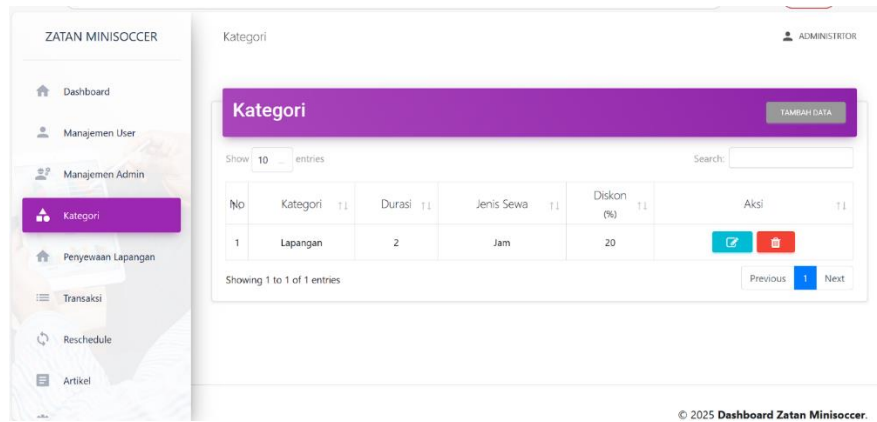 ZATAN MINISOCCER
Kategori
ADMINISTRTOR
Dashboard
Manajemen User
Manajemen Admin
Kategori
Penyewaan Lapangan
Transaksi
Reschedule
Artikel
Kategori
TAMBAH DATA
Show 10 entries
Search:
No Kategori Durasi Jenis Sewa Diskon (%) Aksi
1 Lapangan 2 Jam 20
Showing 1 to 1 of 1 entries
Previous 1 Next
© 2025 Dashboard Zatan Minisoccer.